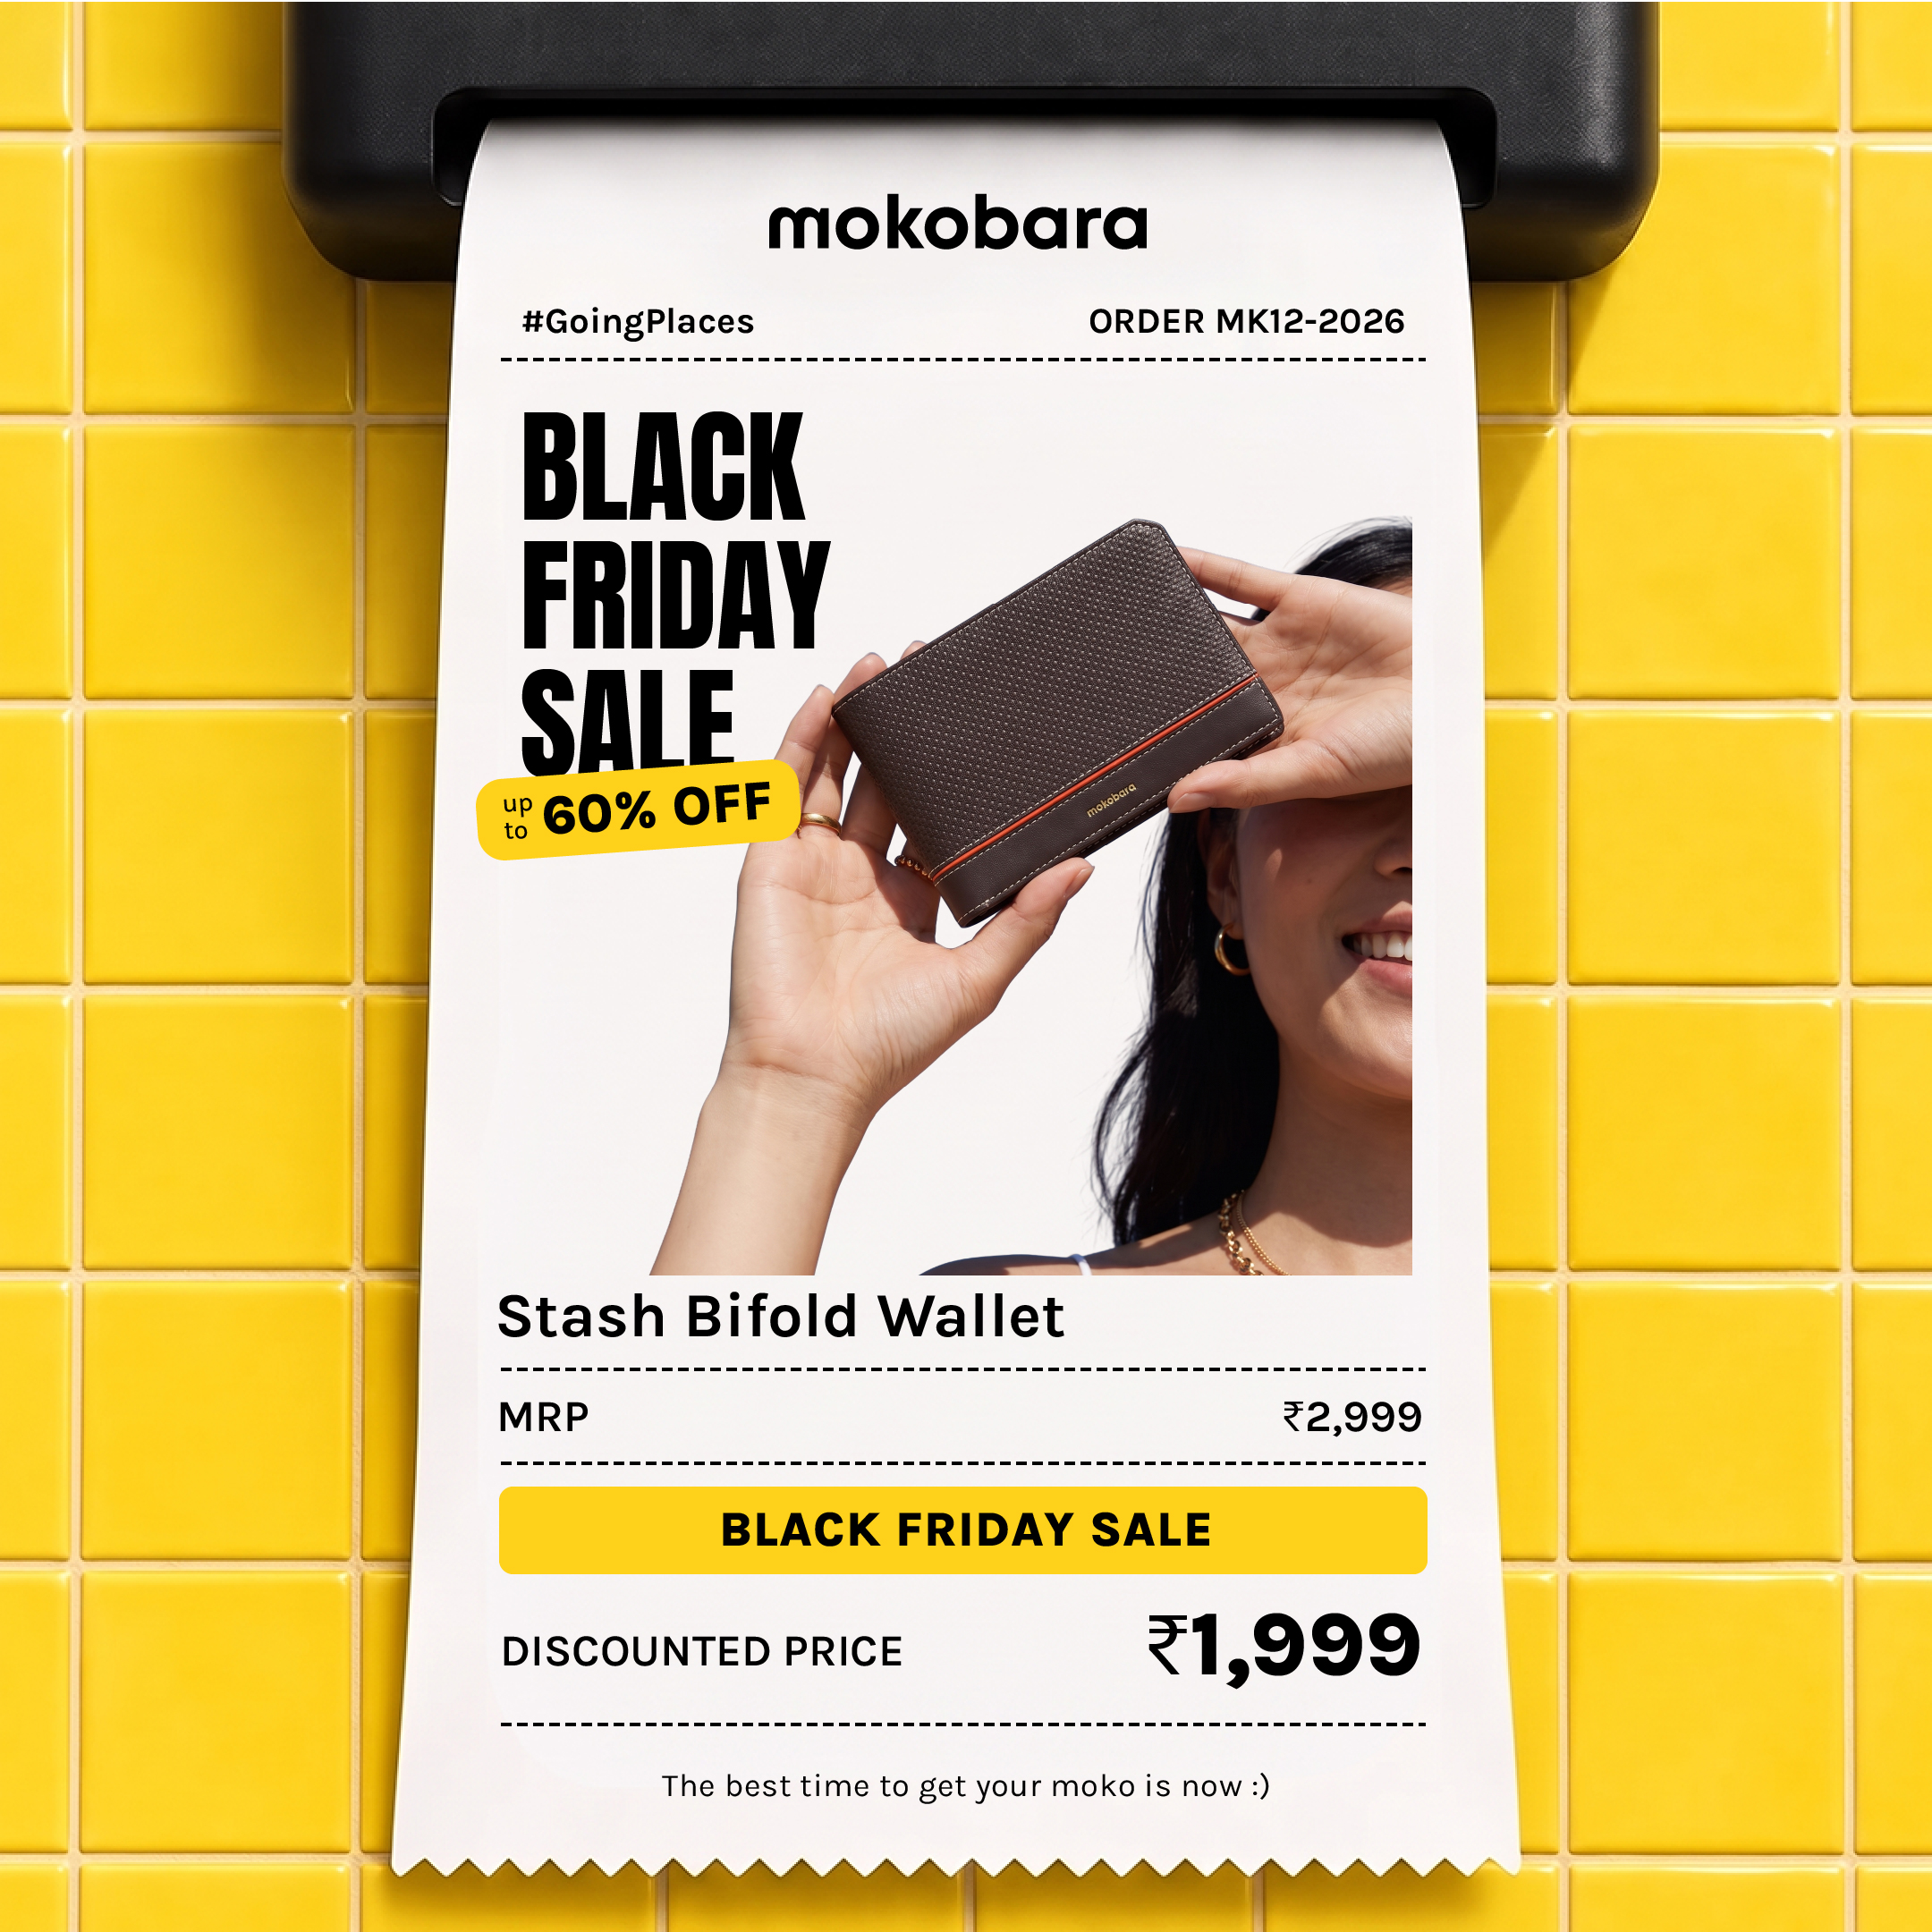 mokobara
#GoingPlaces
ORDER MK12-2026
BLACK
FRIDAY
SALE
up to 60% OFF
mokobara
Stash Bifold Wallet
MRP ₹2,999
BLACK FRIDAY SALE
DISCOUNTED PRICE ₹1,999
The best time to get your moko is now :)